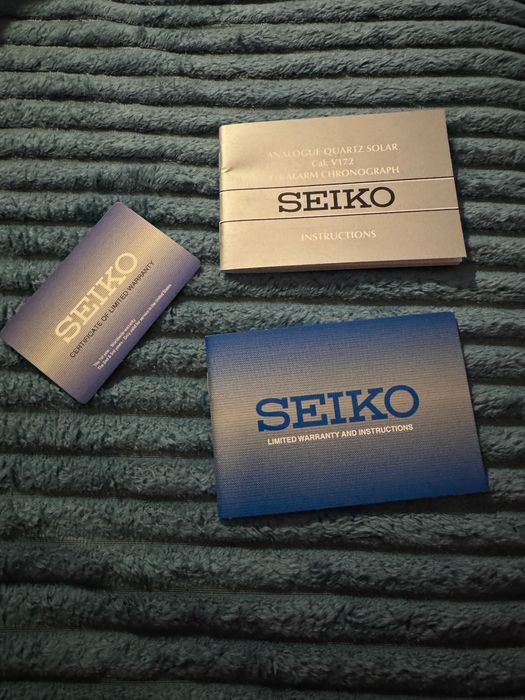 ANALOGUE QUARTZ SOLAR
Cal. V172
ALARM CHRONOGRAPH
SEIKO
INSTRUCTIONS
SEIKO
CERTIFICATE OF LIMITED WARRANTY
SEIKO
LIMITED WARRANTY AND INSTRUCTIONS